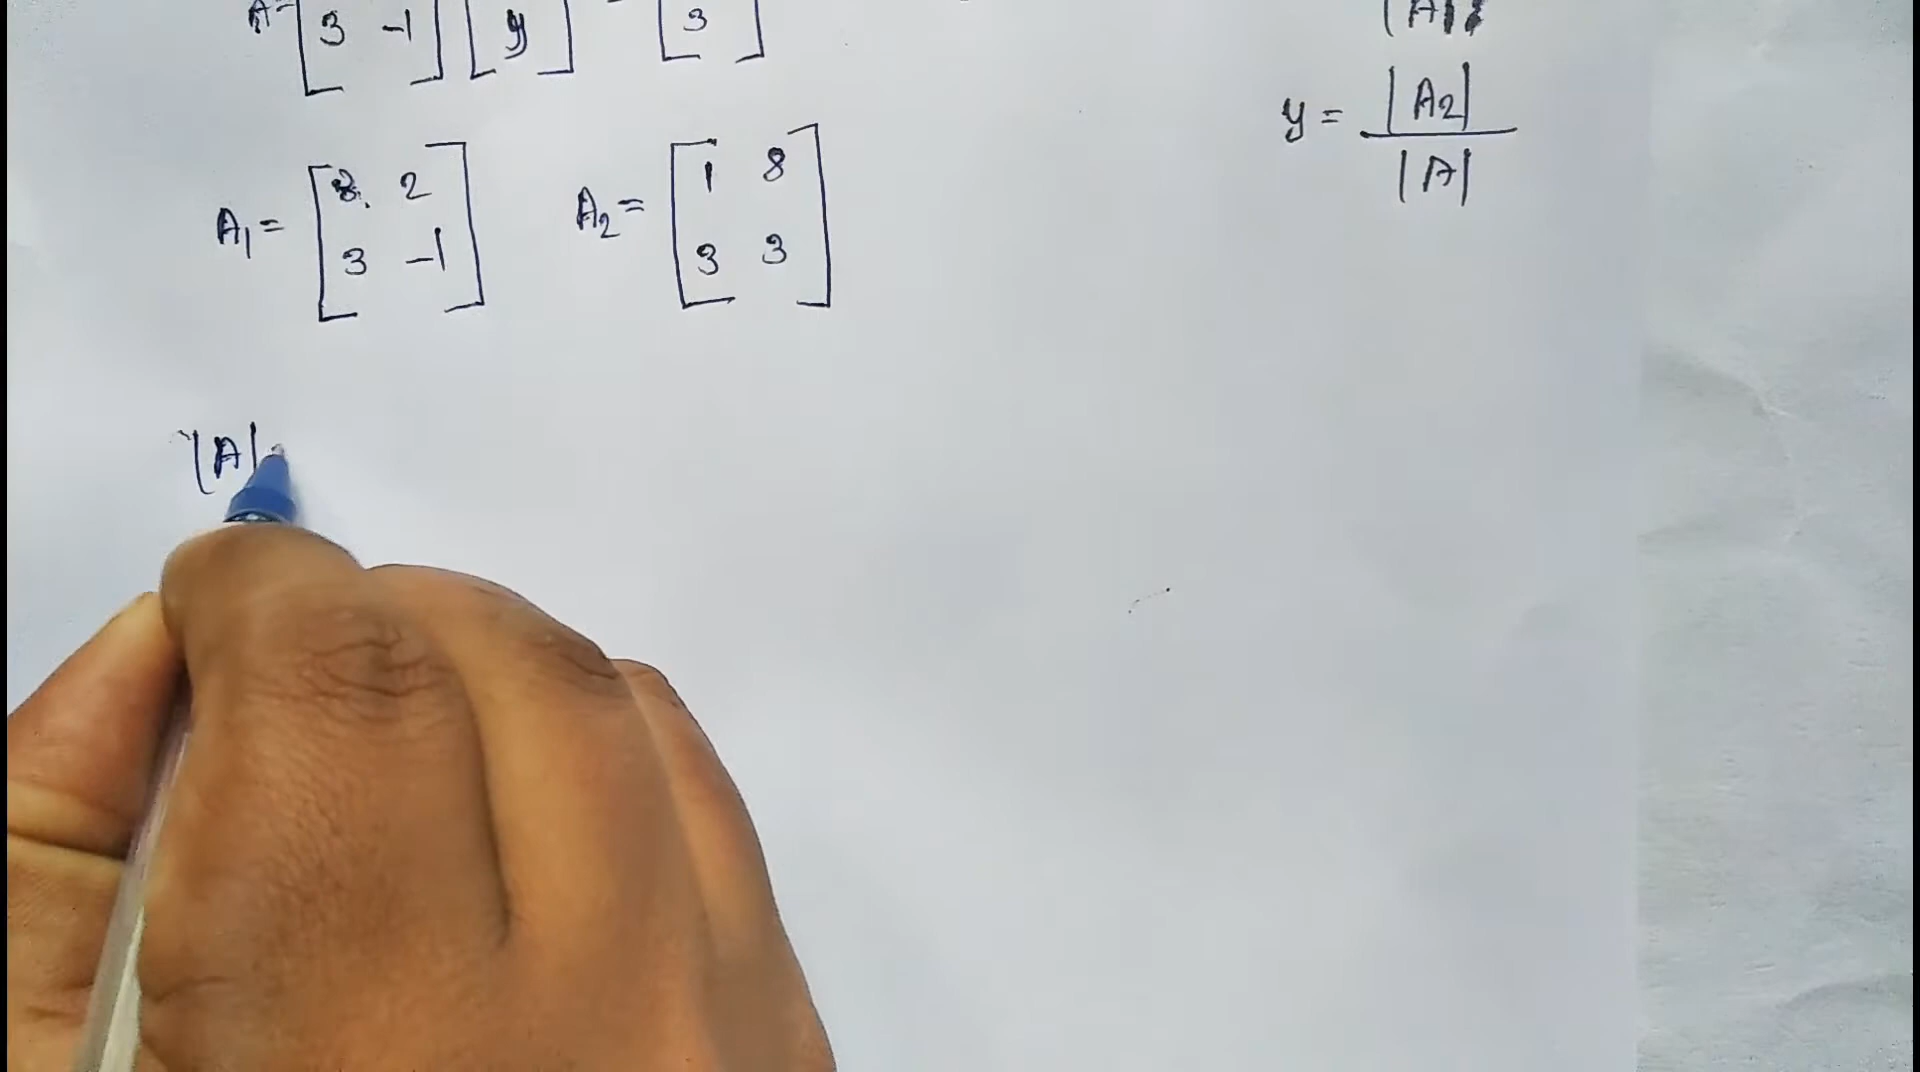 A= [3 -1] [y] [3]
|A|
y = |A2| / |A|
A1 = [8 2
3 -1]
A2 = [1 8
3 3]
|A|